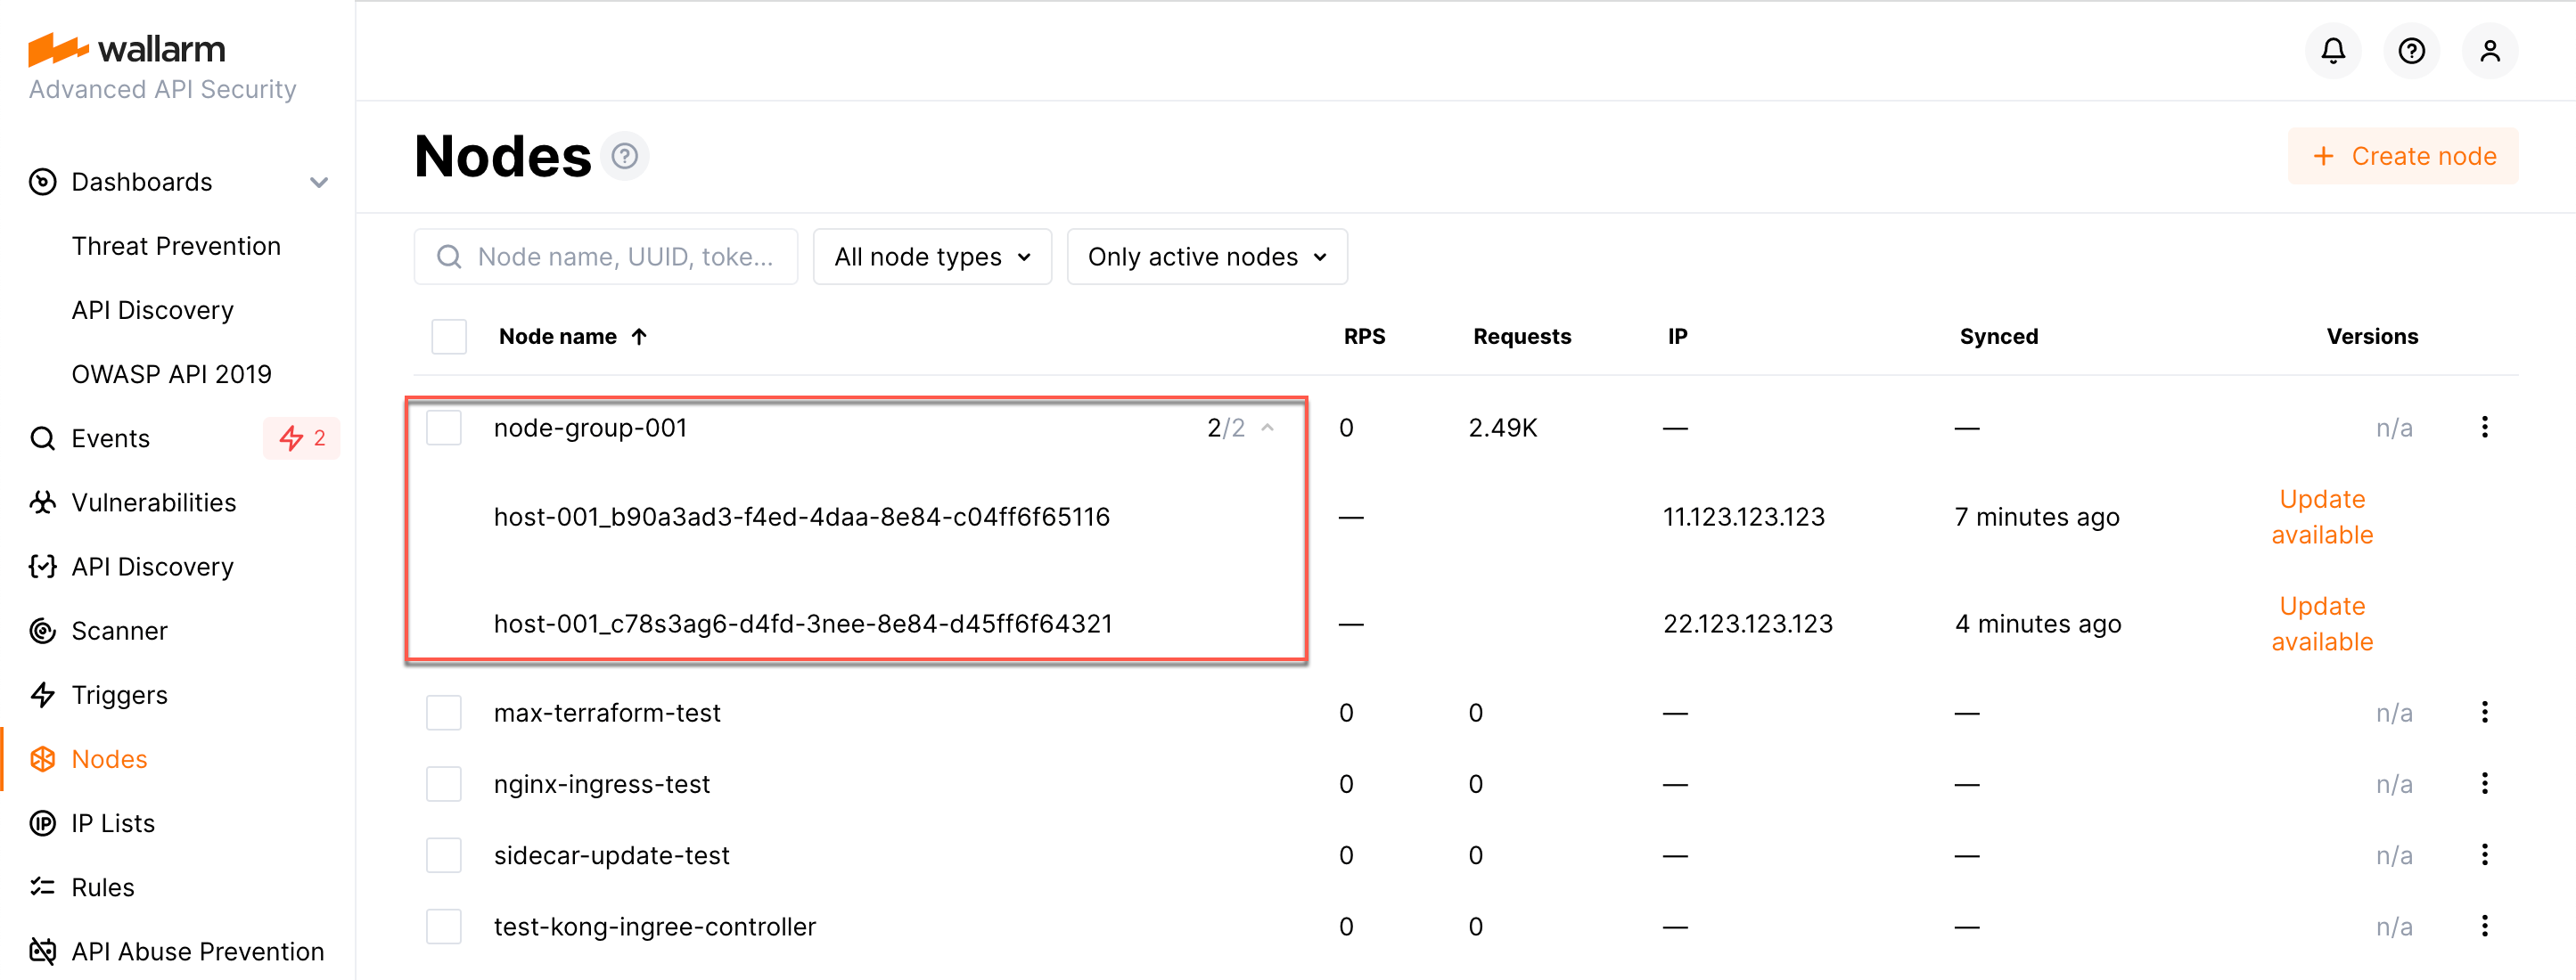 wallarm
Advanced API Security
Dashboards
Threat Prevention
API Discovery
OWASP API 2019
Events 2
Vulnerabilities
API Discovery
Scanner
Triggers
Nodes
IP Lists
Rules
API Abuse Prevention
Nodes ?
+ Create node
Node name, UUID, toke...
All node types
Only active nodes
Node name ↑ RPS Requests IP Synced Versions
node-group-001 2/2 0 2.49K — — n/a
host-001_b90a3ad3-f4ed-4daa-8e84-c04ff6f65116 — 11.123.123.123 7 minutes ago Update
available
host-001_c78s3ag6-d4fd-3nee-8e84-d45ff6f64321 — 22.123.123.123 4 minutes ago Update
available
max-terraform-test 0 0 — — n/a
nginx-ingress-test 0 0 — — n/a
sidecar-update-test 0 0 — — n/a
test-kong-ingree-controller 0 0 — — n/a